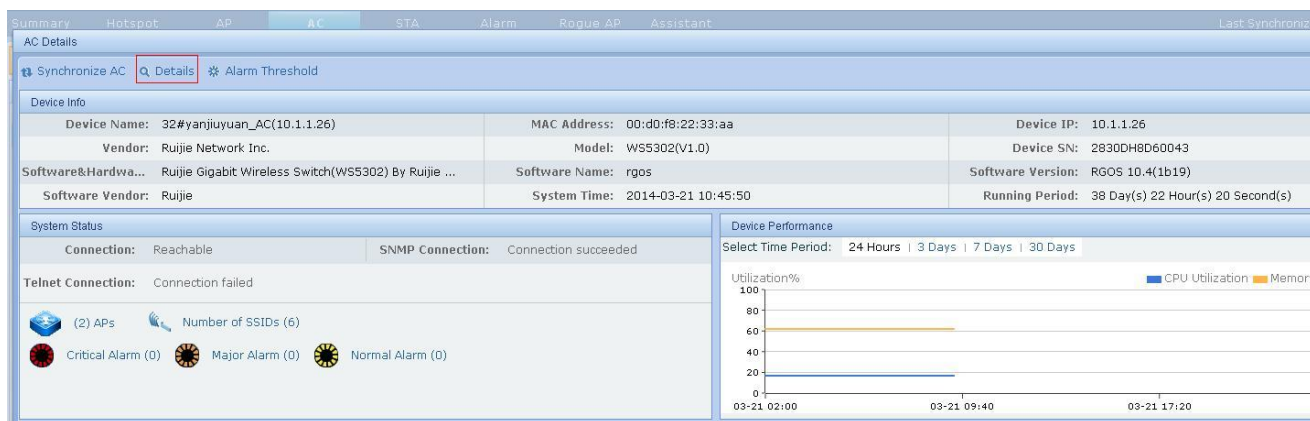 Summary Hotspot AP AC STA Alarm Rogue AP Assistant Last Synchroniz
AC Details
Synchronize AC Details Alarm Threshold
Device Info
Device Name: 32#yanjiuyuan_AC(10.1.1.26) MAC Address: 00:d0:f8:22:33:aa Device IP: 10.1.1.26
Vendor: Ruijie Network Inc. Model: WS5302(V1.0) Device SN: 2830DH8D60043
Software&Hardwa... Ruijie Gigabit Wireless Switch(WS5302) By Ruijie ... Software Name: rgos Software Version: RGOS 10.4(1b19)
Software Vendor: Ruijie System Time: 2014-03-21 10:45:50 Running Period: 38 Day(s) 22 Hour(s) 20 Second(s)
System Status
Connection: Reachable SNMP Connection: Connection succeeded
Telnet Connection: Connection failed
(2) APs Number of SSIDs (6)
Critical Alarm (0) Major Alarm (0) Normal Alarm (0)
Device Performance
Select Time Period: 24 Hours | 3 Days | 7 Days | 30 Days
Utilization% CPU Utilization Memor
100
80
60
40
20
0
03-21 02:00 03-21 09:40 03-21 17:20